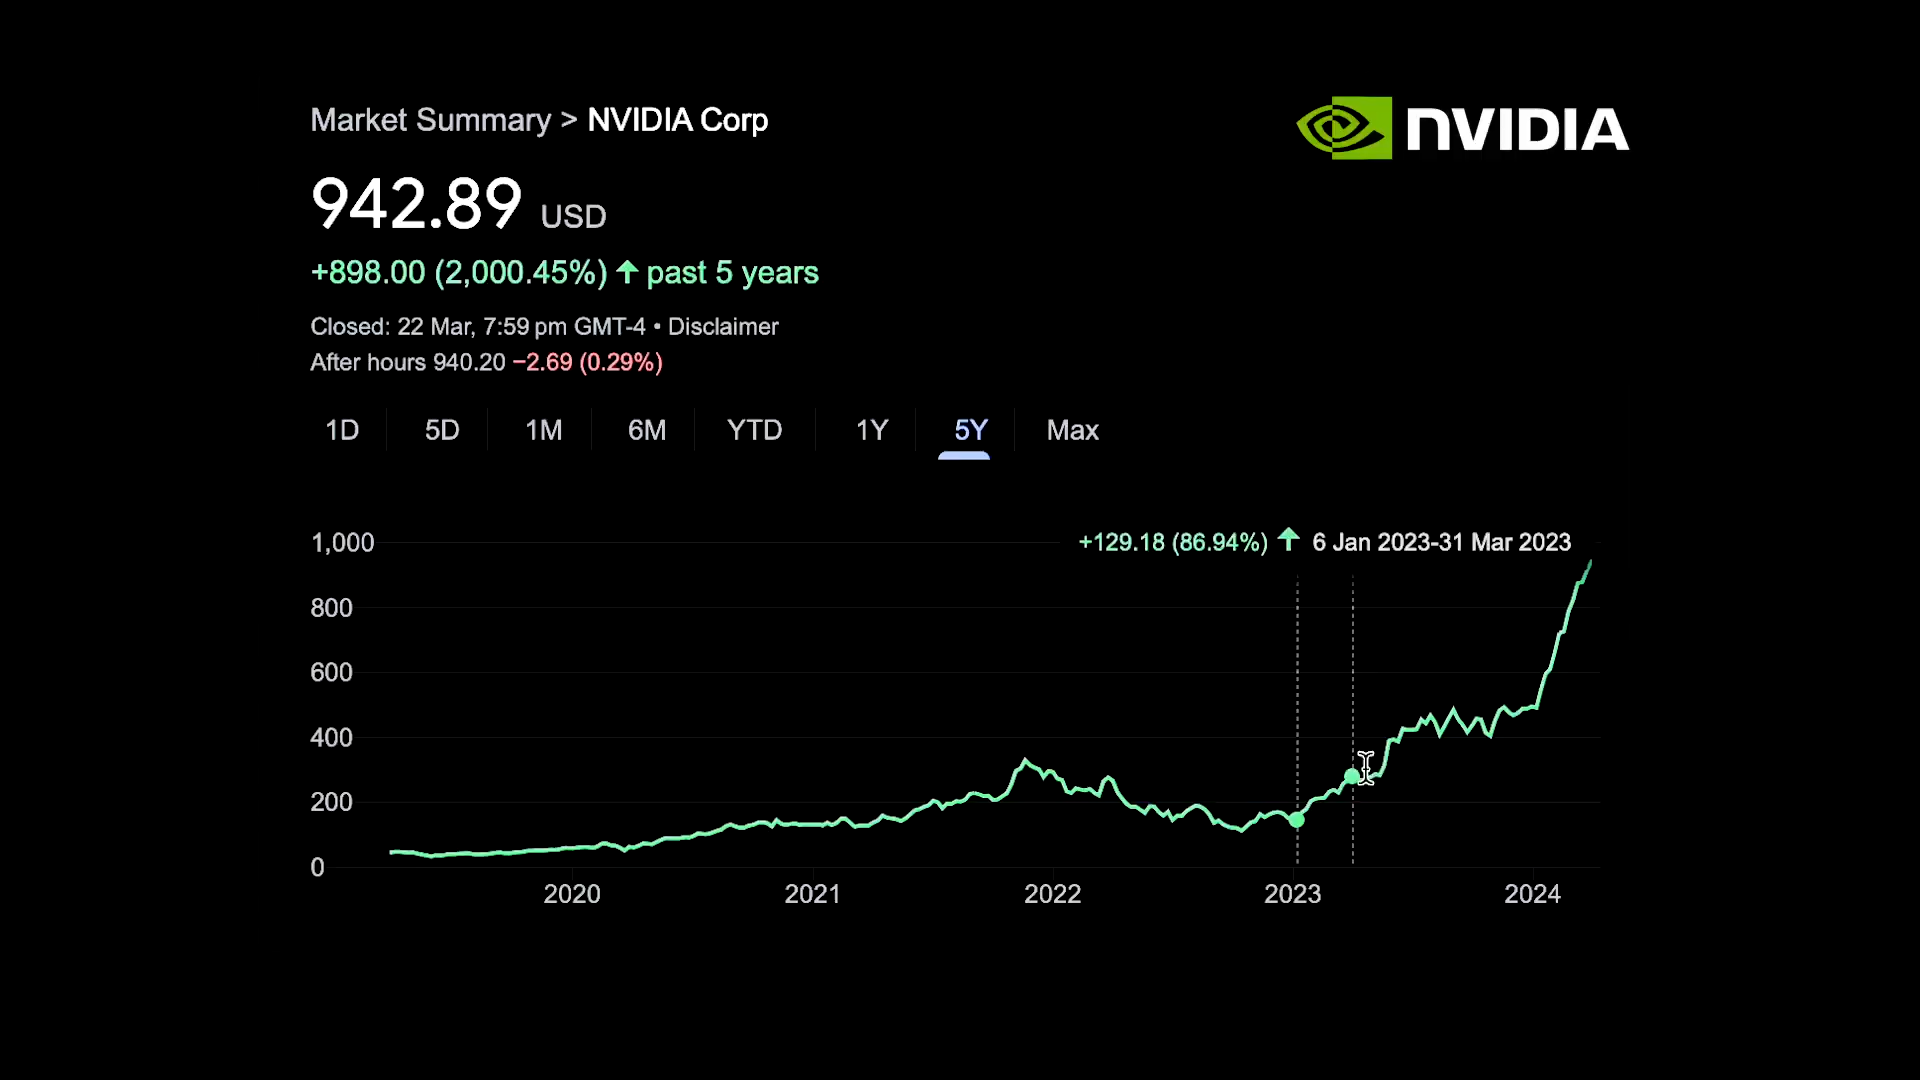 Market Summary > NVIDIA Corp
NVIDIA
942.89 USD
+898.00 (2,000.45%) ↑ past 5 years
Closed: 22 Mar, 7:59 pm GMT-4 • Disclaimer
After hours 940.20 −2.69 (0.29%)
1D 5D 1M 6M YTD 1Y 5Y Max
+129.18 (86.94%) ↑ 6 Jan 2023-31 Mar 2023
1,000
800
600
400
200
0
2020 2021 2022 2023 2024